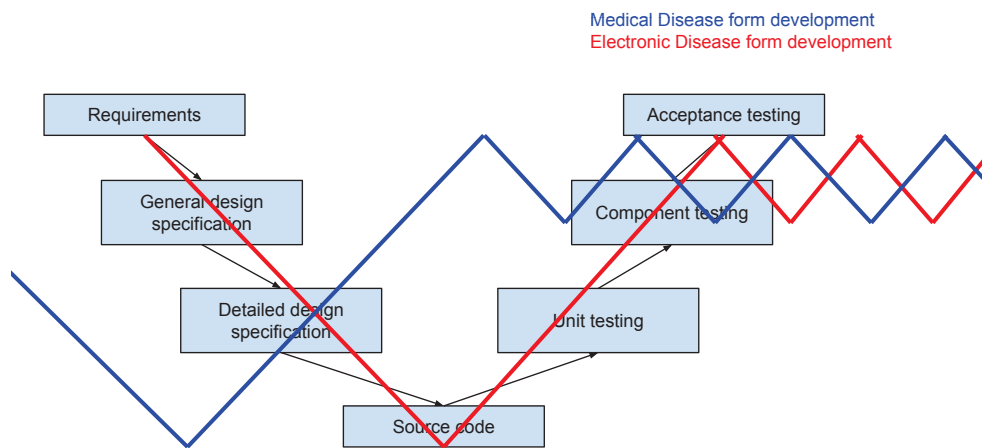 Medical Disease form development
Electronic Disease form development
Requirements
Acceptance testing
General design
specification
Component testing
Detailed design
specification
Unit testing
Source code